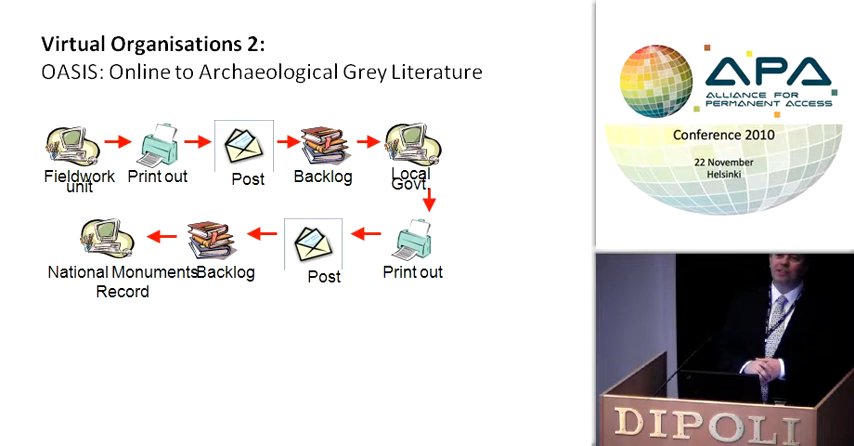 Virtual Organisations 2:
OASIS: Online to Archaeological Grey Literature
Fieldwork
unit
Print out
Post
Backlog
Local
Govt.
National Monuments
Record
Backlog
Post
Print out
APA
ALLIANCE FOR
PERMANENT ACCESS
Conference 2010
22 November
Helsinki
DIPOLI